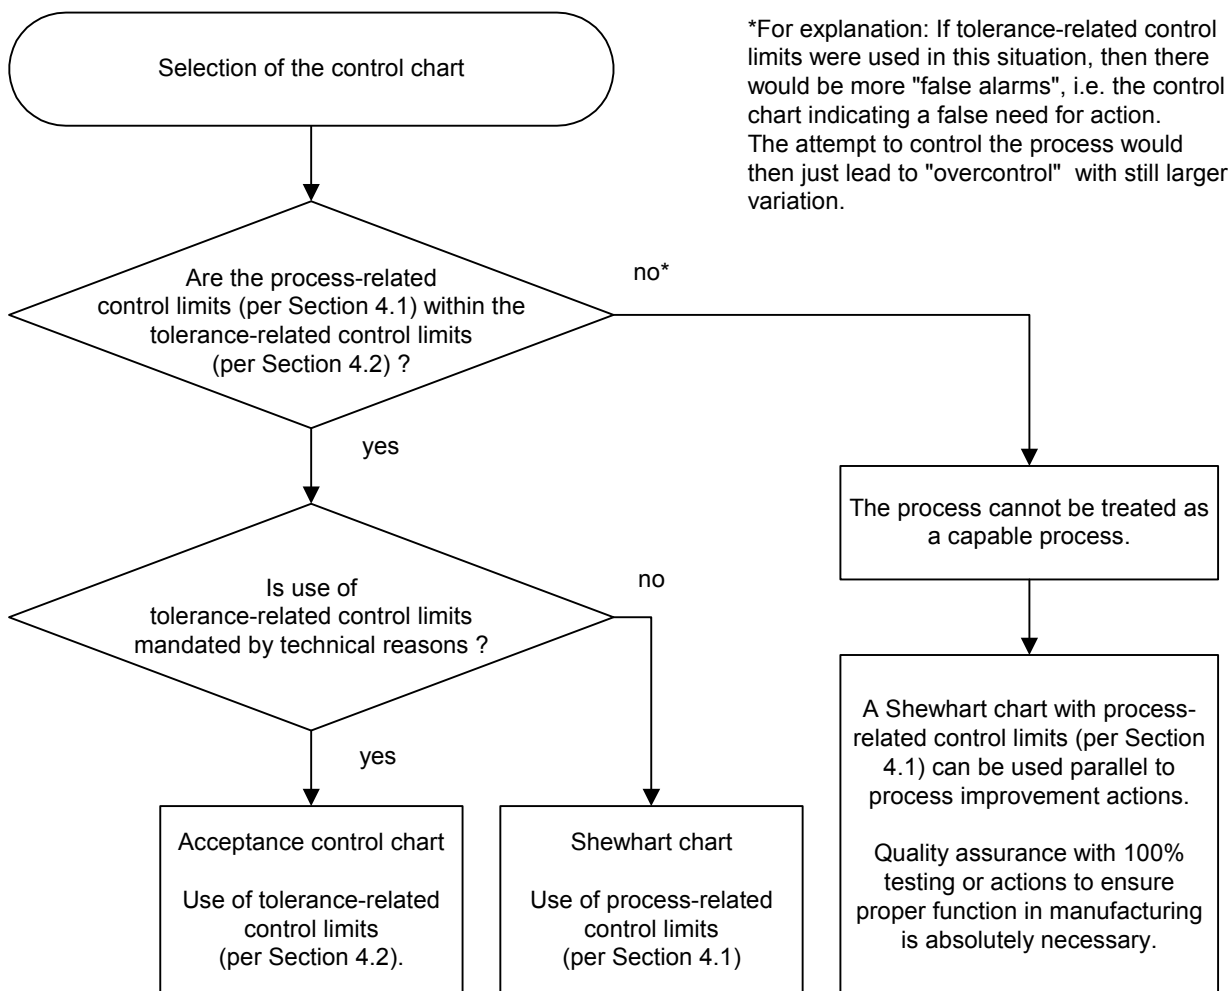 Selection of the control chart
*For explanation: If tolerance-related control
limits were used in this situation, then there
would be more "false alarms", i.e. the control
chart indicating a false need for action.
The attempt to control the process would
then just lead to "overcontrol"  with still larger
variation.
Are the process-related
control limits (per Section 4.1) within the
tolerance-related control limits
(per Section 4.2) ?
no*
yes
The process cannot be treated as
a capable process.
Is use of
tolerance-related control limits
mandated by technical reasons ?
no
yes
A Shewhart chart with process-
related control limits (per Section
4.1) can be used parallel to
process improvement actions.
Quality assurance with 100%
testing or actions to ensure
proper function in manufacturing
is absolutely necessary.
Acceptance control chart
Use of tolerance-related
control limits
(per Section 4.2).
Shewhart chart
Use of process-related
control limits
(per Section 4.1)